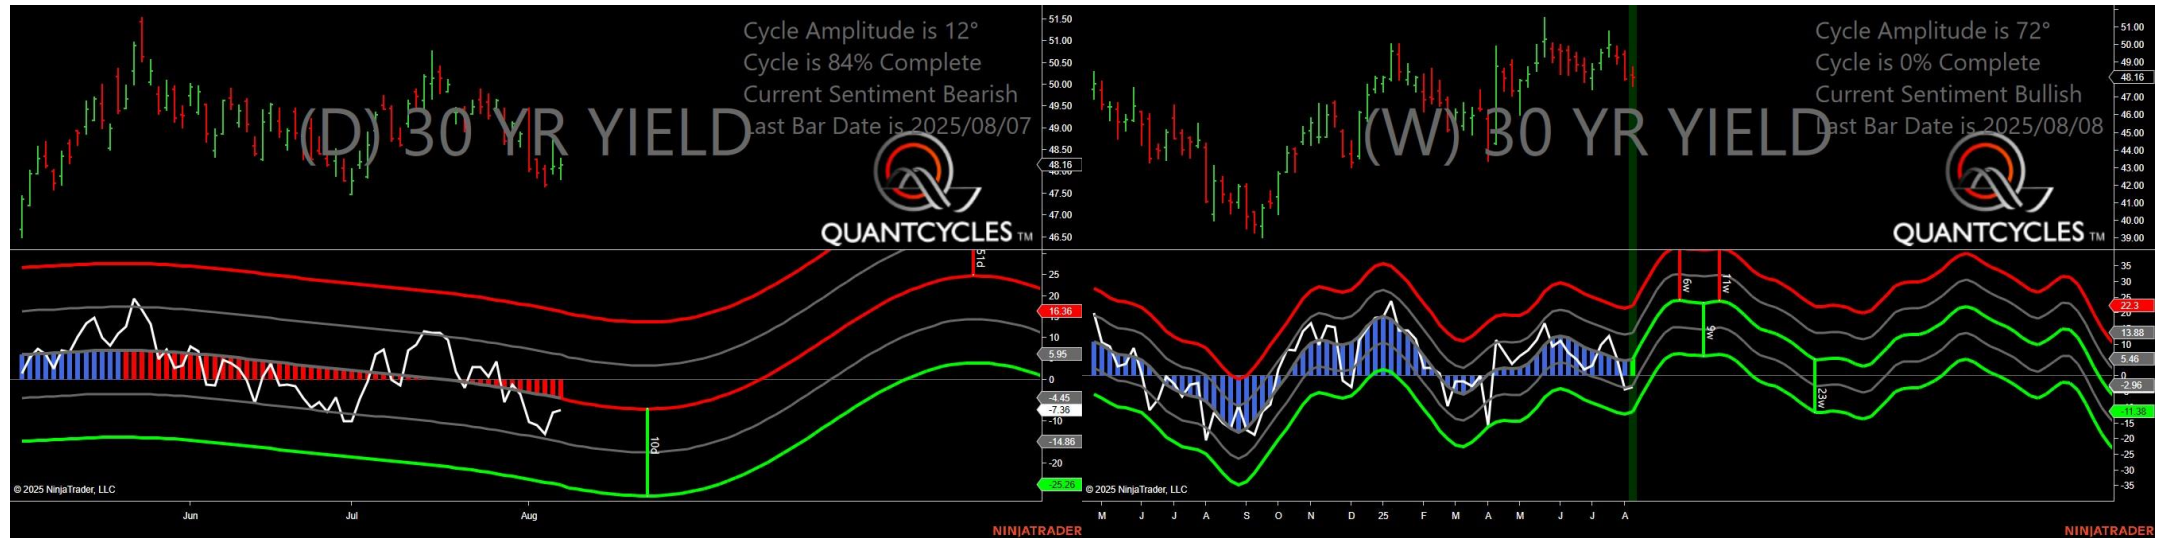 Cycle Amplitude is 12°
Cycle is 84% Complete
Current Sentiment Bearish
Last Bar Date is 2025/08/07
(D) 30 YR YIELD
QUANTCYCLES TM
51.50
51.00
50.50
50.00
49.50
49.00
48.50
48.16
48.00
47.50
47.00
46.50
51d
10d
25
20
16.36
15
10
5.95
0
-4.45
-7.36
-10
-14.86
-20
-25.26
© 2025 NinjaTrader, LLC
Jun Jul Aug
NINJATRADER
Cycle Amplitude is 72°
Cycle is 0% Complete
Current Sentiment Bullish
Last Bar Date is 2025/08/08
(W) 30 YR YIELD
QUANTCYCLES TM
51.00
50.00
49.00
48.16
47.00
46.00
45.00
44.00
43.00
42.00
41.00
40.00
39.00
6w
11w
9w
23w
35
30
25
22.3
20
13.88
10
5.46
0
-2.96
-11.38
-15
-20
-25
-30
-35
© 2025 NinjaTrader, LLC
M J J A S O N D 25 F M A M J J A
NINJATRADER